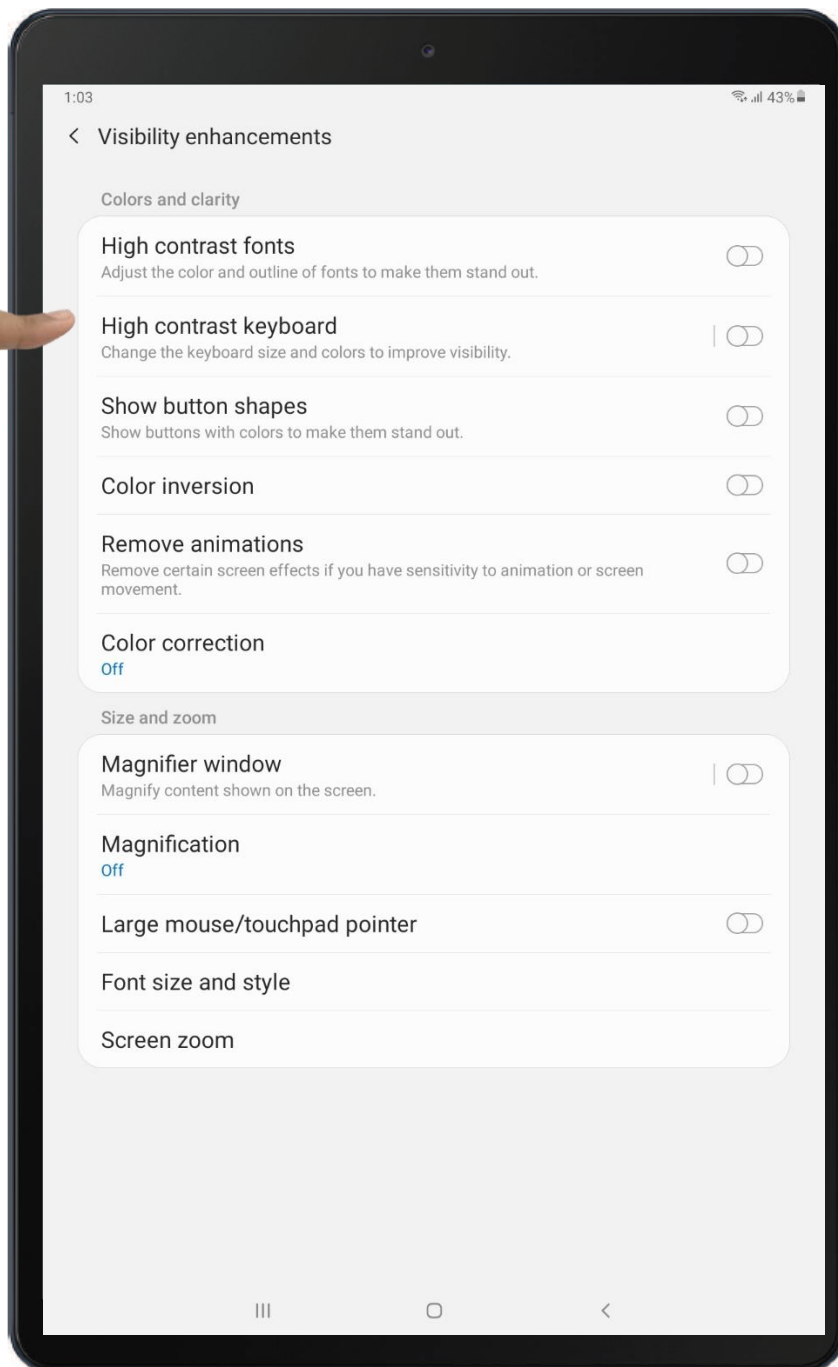 1:03
43%
Visibility enhancements
Colors and clarity
High contrast fonts
Adjust the color and outline of fonts to make them stand out.
High contrast keyboard
Change the keyboard size and colors to improve visibility.
Show button shapes
Show buttons with colors to make them stand out.
Color inversion
Remove animations
Remove certain screen effects if you have sensitivity to animation or screen
movement.
Color correction
Off
Size and zoom
Magnifier window
Magnify content shown on the screen.
Magnification
Off
Large mouse/touchpad pointer
Font size and style
Screen zoom